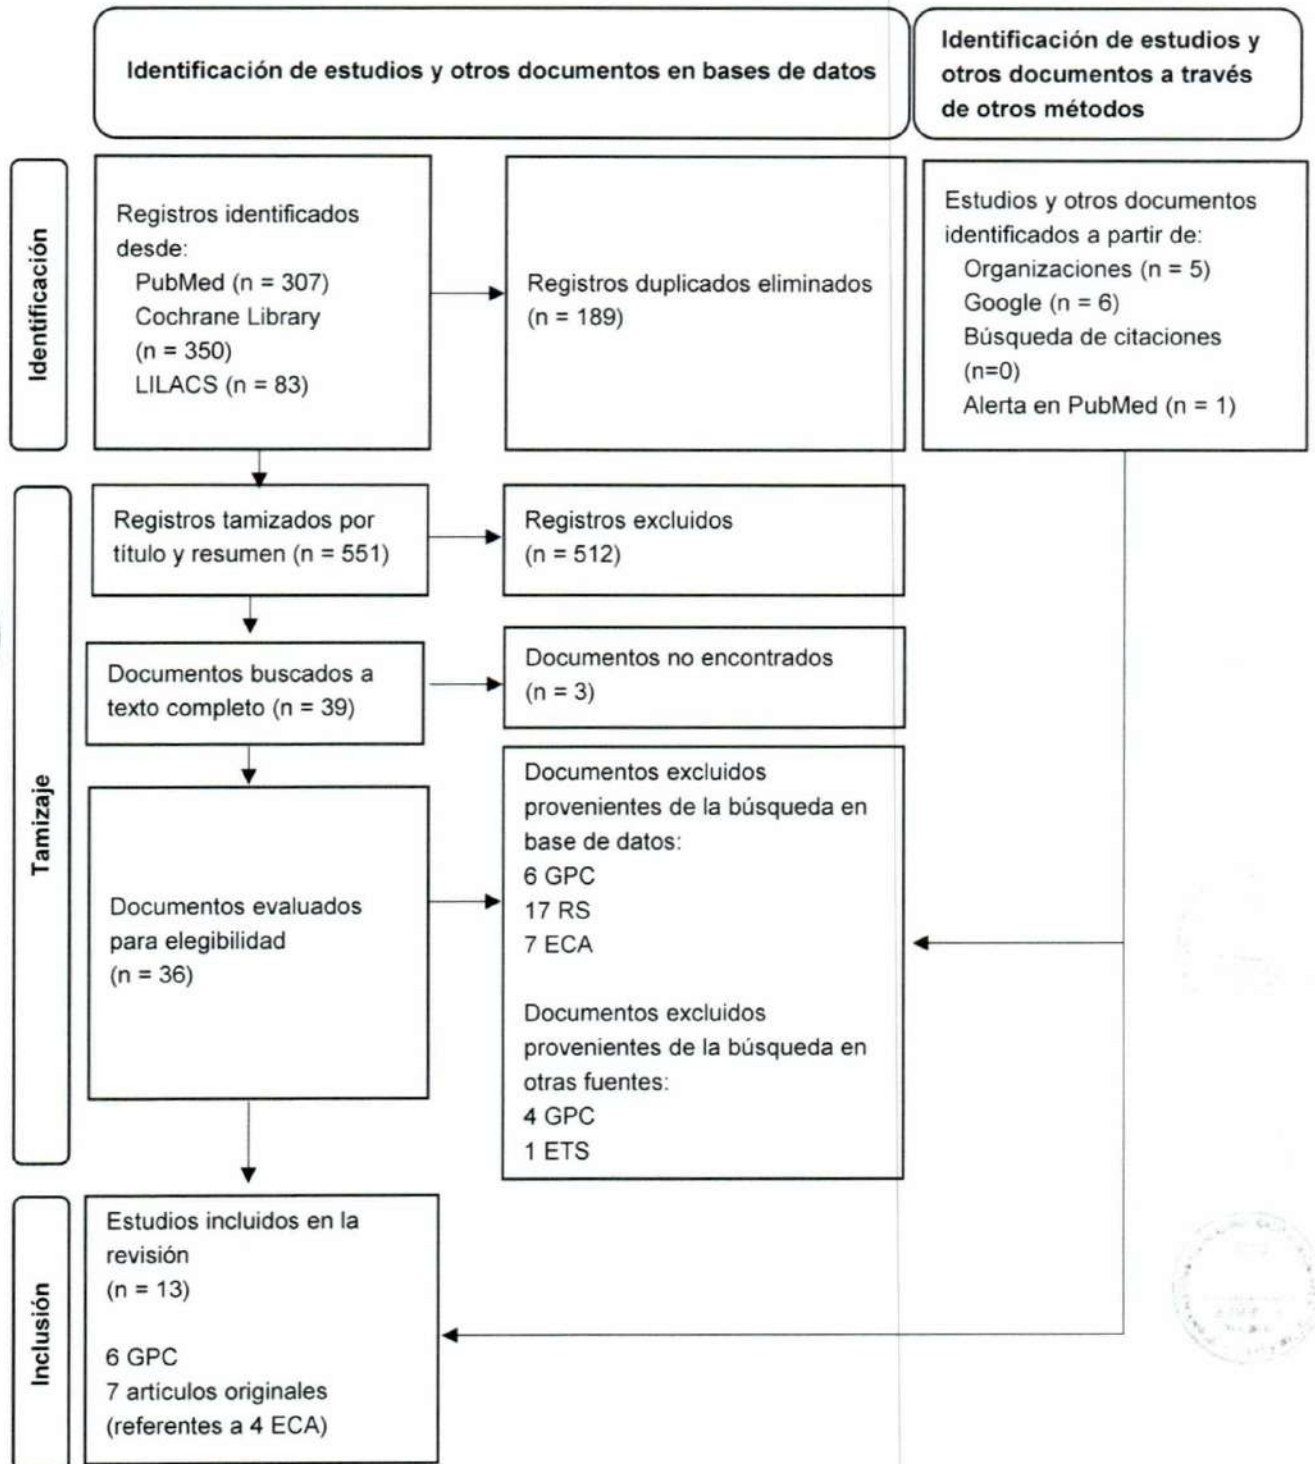 Identificación de estudios y otros documentos en bases de datos
Identificación de estudios y
otros documentos a través
de otros métodos
Identificación
Registros identificados
desde:
PubMed (n = 307)
Cochrane Library
(n = 350)
LILACS (n = 83)
Registros duplicados eliminados
(n = 189)
Estudios y otros documentos
identificados a partir de:
Organizaciones (n = 5)
Google (n = 6)
Búsqueda de citaciones
(n=0)
Alerta en PubMed (n = 1)
Tamizaje
Registros tamizados por
título y resumen (n = 551)
Registros excluidos
(n = 512)
Documentos buscados a
texto completo (n = 39)
Documentos no encontrados
(n = 3)
Documentos evaluados
para elegibilidad
(n = 36)
Documentos excluidos
provenientes de la búsqueda en
base de datos:
6 GPC
17 RS
7 ECA
Documentos excluidos
provenientes de la búsqueda en
otras fuentes:
4 GPC
1 ETS
Inclusión
Estudios incluidos en la
revisión
(n = 13)
6 GPC
7 artículos originales
(referentes a 4 ECA)